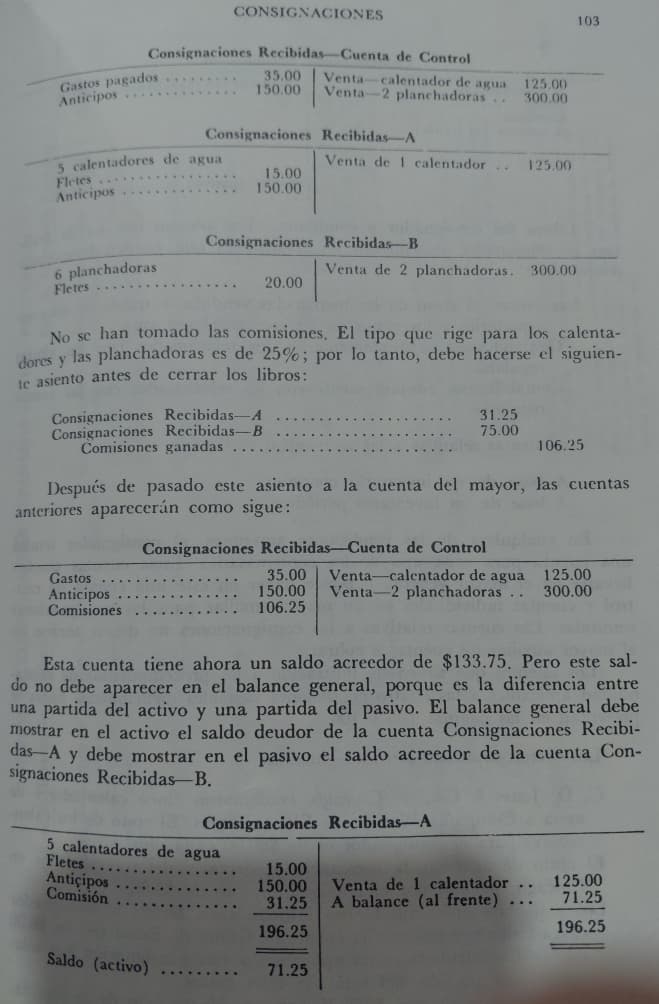 CONSIGNACIONES
103
Consignaciones Recibidas—Cuenta de Control
Gastos pagados ......... 35.00 Venta—calentador de agua 125.00
Anticipos .............. 150.00 Venta—2 planchadoras .. 300.00
Consignaciones Recibidas—A
5 calentadores de agua Venta de 1 calentador .. 125.00
Fletes ................. 15.00
Anticipos .............. 150.00
Consignaciones Recibidas—B
6 planchadoras Venta de 2 planchadoras. 300.00
Fletes ................. 20.00
No se han tomado las comisiones. El tipo que rige para los calenta-
dores y las planchadoras es de 25%; por lo tanto, debe hacerse el siguien-
te asiento antes de cerrar los libros:
Consignaciones Recibidas—A ..................... 31.25
Consignaciones Recibidas—B ..................... 75.00
Comisiones ganadas .......................... 106.25
Después de pasado este asiento a la cuenta del mayor, las cuentas
anteriores aparecerán como sigue:
Consignaciones Recibidas—Cuenta de Control
Gastos ................ 35.00 Venta—calentador de agua 125.00
Anticipos .............. 150.00 Venta—2 planchadoras .. 300.00
Comisiones ............ 106.25
Esta cuenta tiene ahora un saldo acreedor de $133.75. Pero este sal-
do no debe aparecer en el balance general, porque es la diferencia entre
una partida del activo y una partida del pasivo. El balance general debe
mostrar en el activo el saldo deudor de la cuenta Consignaciones Recibi-
das—A y debe mostrar en el pasivo el saldo acreedor de la cuenta Con-
signaciones Recibidas—B.
Consignaciones Recibidas—A
5 calentadores de agua
Fletes ................. 15.00
Anticipos .............. 150.00 Venta de 1 calentador .. 125.00
Comisión .............. 31.25 A balance (al frente) ... 71.25
196.25 196.25
Saldo (activo) ......... 71.25